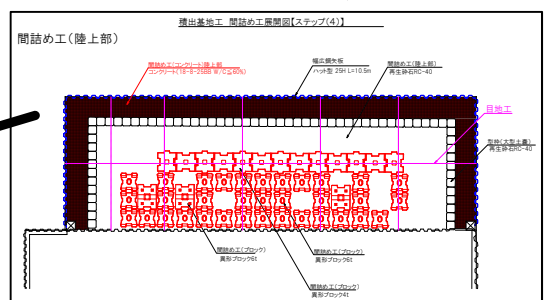 積出基地工 間詰め工展開図【ステップ(4)】
間詰め工(陸上部)
間詰め工(コンクリート)陸上部
コンクリート(18-8-25BB W/C≦60%)
幅広鋼矢板
ハット型 25H L=10.5m
間詰め工(陸上部)
再生砕石RC-40
目地工
型枠(大型土嚢)
再生砕石RC-40
間詰め工(ブロック)
異形ブロック6t
間詰め工(ブロック)
異形ブロック6t
間詰め工(ブロック)
異形ブロック4t